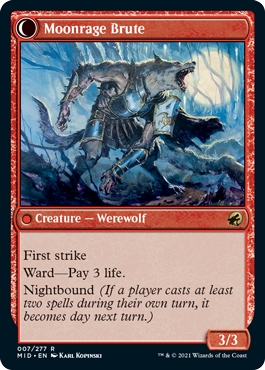 Moonrage Brute
Creature — Werewolf
First strike
Ward—Pay 3 life.
Nightbound (If a player casts at least
two spells during their own turn, it
becomes day next turn.)
3/3
007/277 R
MID • EN KARL KOPINSKI
™ & © 2021 Wizards of the Coast